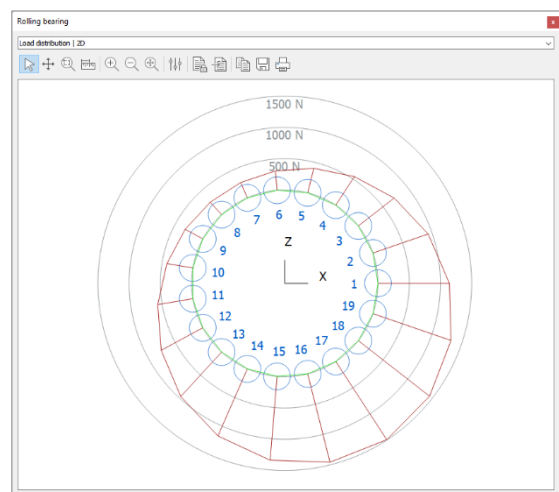 Rolling bearing
Load distribution | 2D
1500 N
1000 N
500 N
7 6 5 4
8 3
9 Z 2
10 X 1
11 19
12 18
13 17
14 15 16